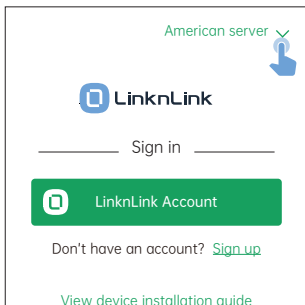 American server
LinknLink
Sign in
LinknLink Account
Don't have an account? Sign up
View device installation guide